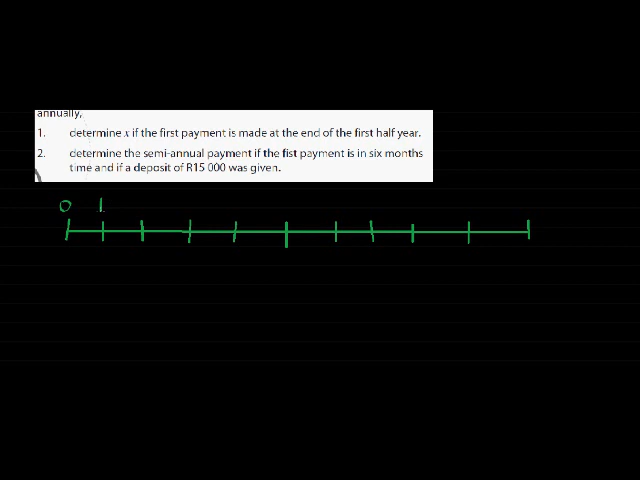 annually,
1. determine x if the first payment is made at the end of the first half year.
2. determine the semi-annual payment if the fist payment is in six months
time and if a deposit of R15 000 was given.
0 1